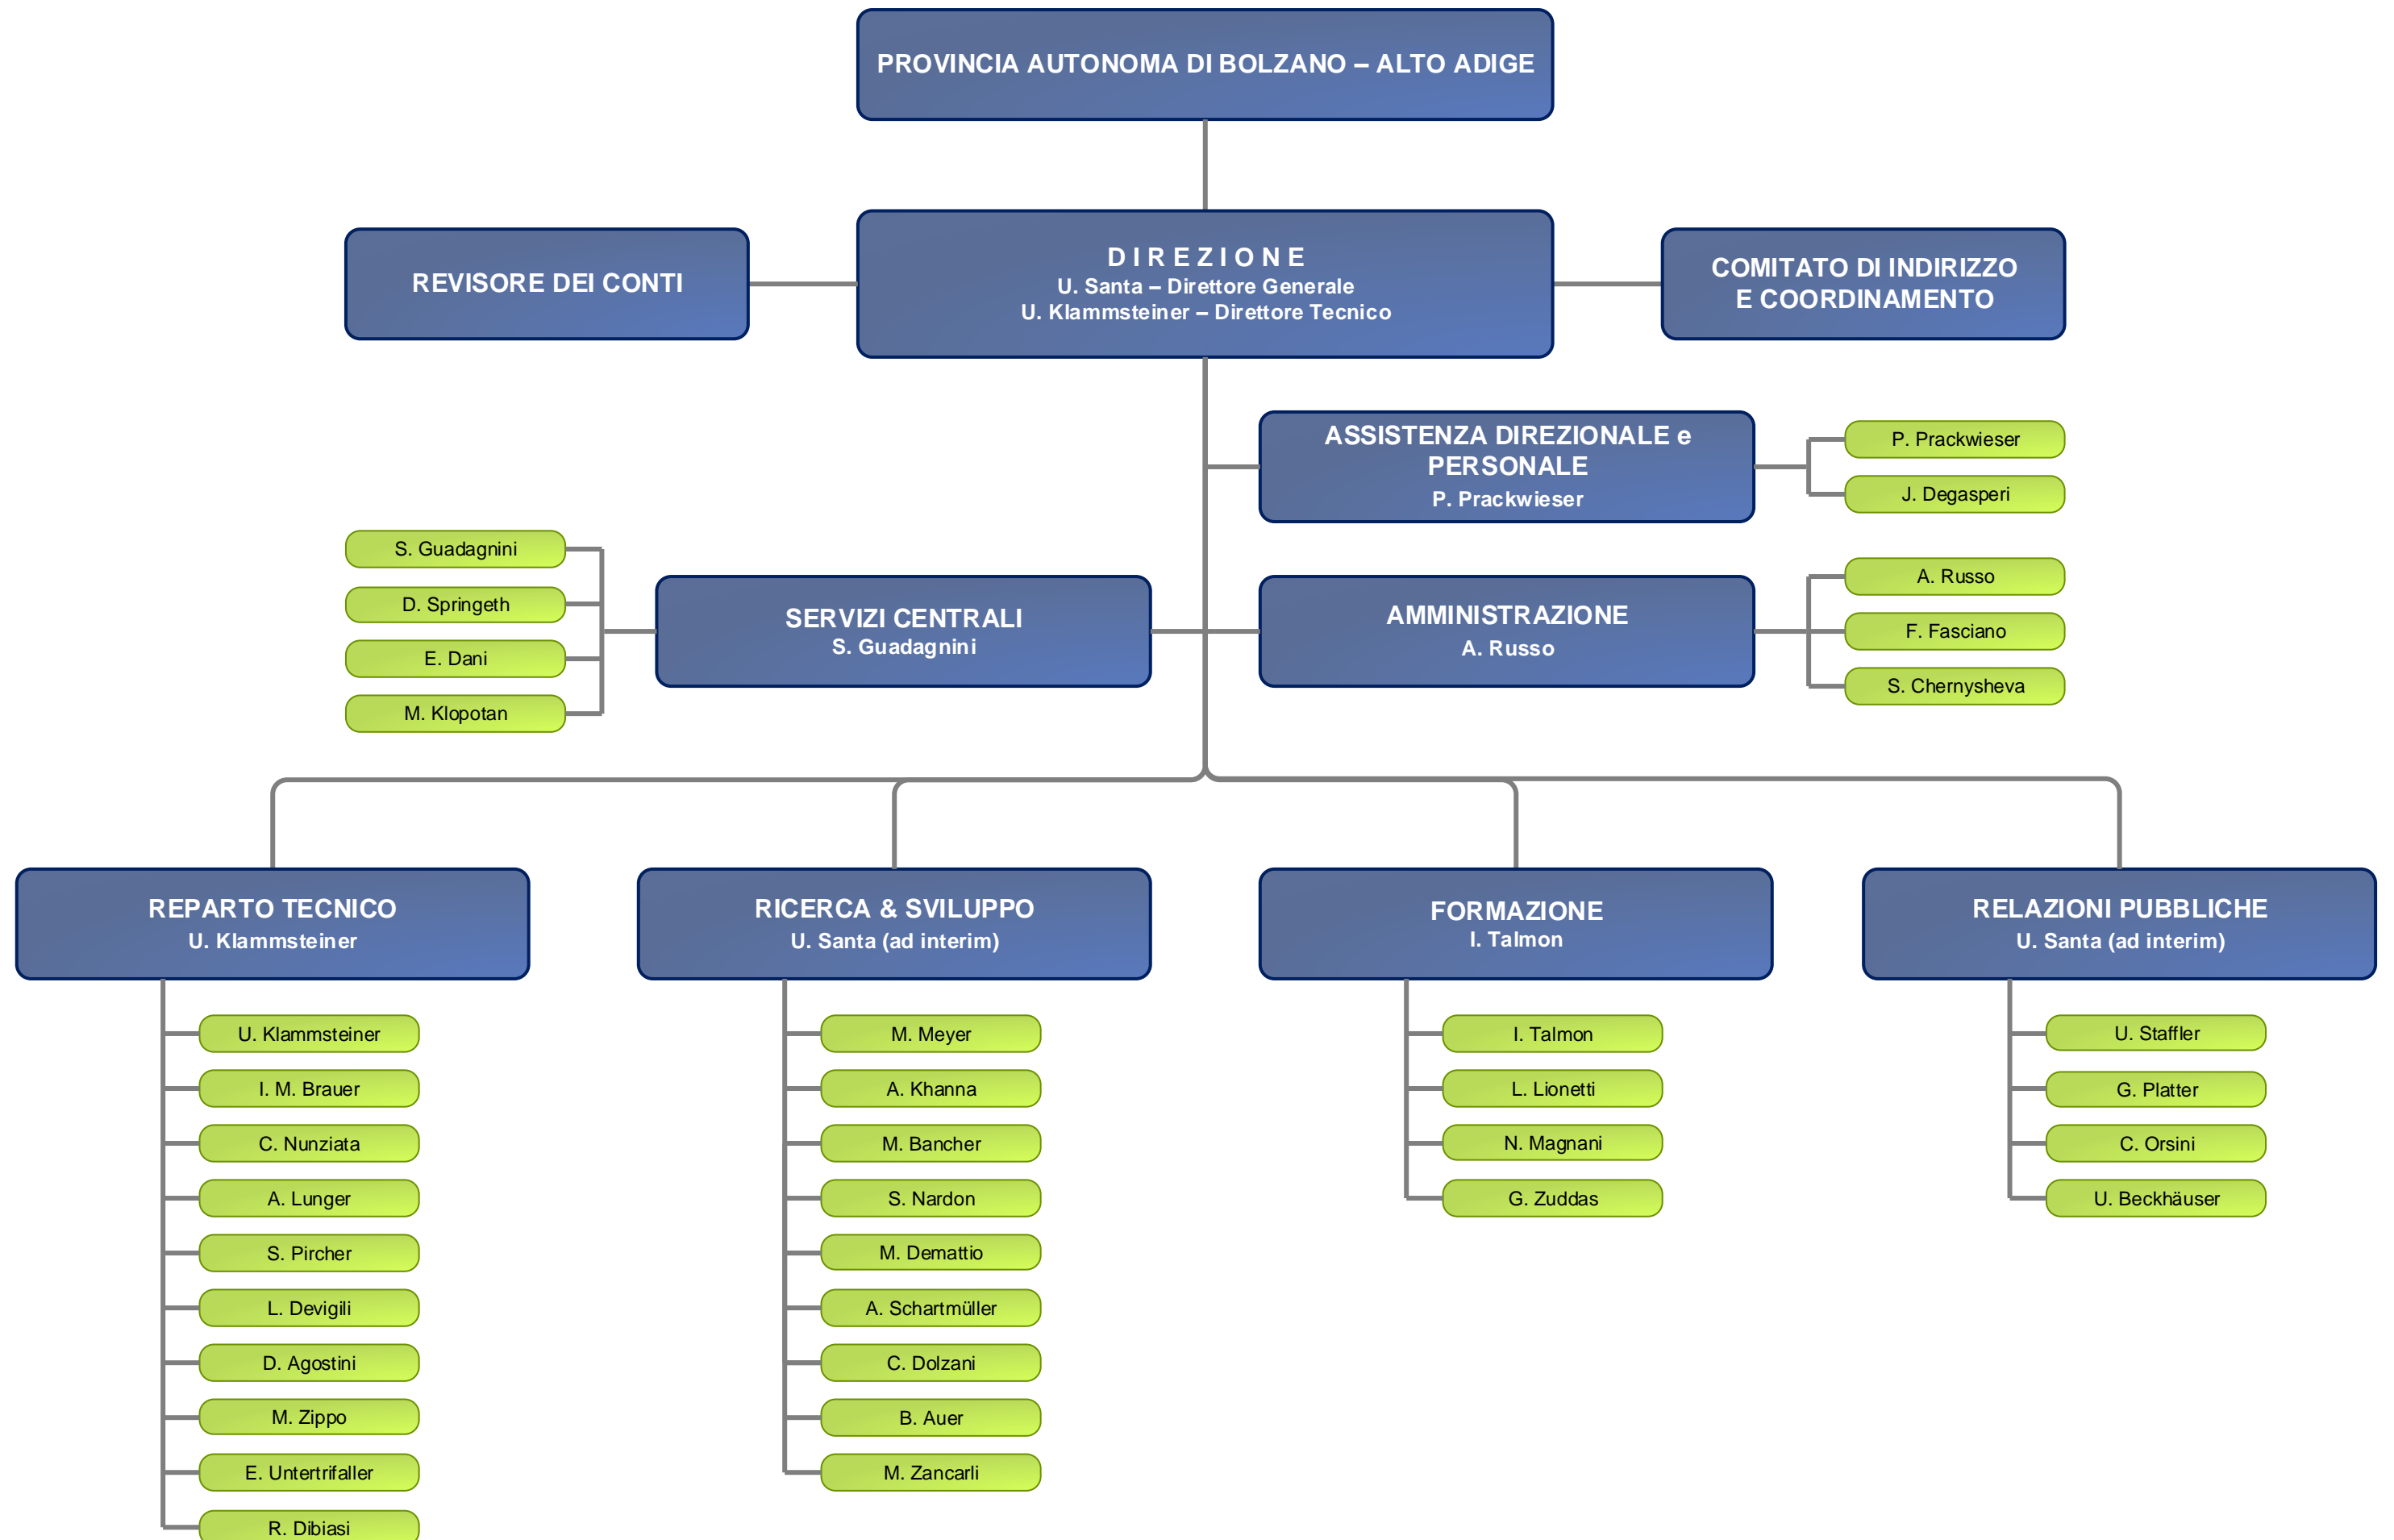 PROVINCIA AUTONOMA DI BOLZANO – ALTO ADIGE
REVISORE DEI CONTI
D I R E Z I O N E
U. Santa – Direttore Generale
U. Klammsteiner – Direttore Tecnico
COMITATO DI INDIRIZZO
E COORDINAMENTO
ASSISTENZA DIREZIONALE e
PERSONALE
P. Prackwieser
P. Prackwieser
J. Degasperi
S. Guadagnini
D. Springeth
E. Dani
M. Klopotan
SERVIZI CENTRALI
S. Guadagnini
AMMINISTRAZIONE
A. Russo
A. Russo
F. Fasciano
S. Chernysheva
REPARTO TECNICO
U. Klammsteiner
U. Klammsteiner
I. M. Brauer
C. Nunziata
A. Lunger
S. Pircher
L. Devigili
D. Agostini
M. Zippo
E. Untertrifaller
R. Dibiasi
RICERCA & SVILUPPO
U. Santa (ad interim)
M. Meyer
A. Khanna
M. Bancher
S. Nardon
M. Demattio
A. Schartmüller
C. Dolzani
B. Auer
M. Zancarli
FORMAZIONE
I. Talmon
I. Talmon
L. Lionetti
N. Magnani
G. Zuddas
RELAZIONI PUBBLICHE
U. Santa (ad interim)
U. Staffler
G. Platter
C. Orsini
U. Beckhäuser